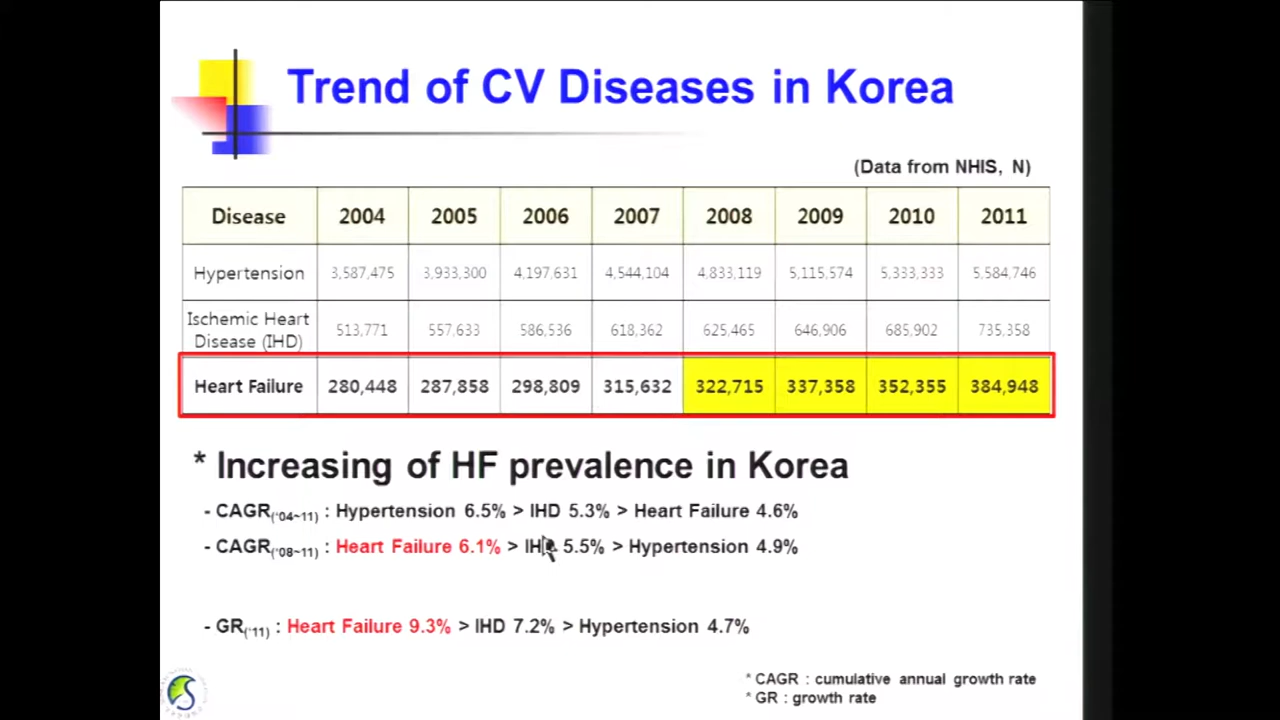 Trend of CV Diseases in Korea
(Data from NHIS, N)
Disease 2004 2005 2006 2007 2008 2009 2010 2011
Hypertension 3,587,475 3,933,300 4,197,631 4,544,104 4,833,119 5,115,574 5,333,333 5,584,746
Ischemic Heart
Disease (IHD) 513,771 557,633 586,536 618,362 625,465 646,906 685,902 735,358
Heart Failure 280,448 287,858 298,809 315,632 322,715 337,358 352,355 384,948
* Increasing of HF prevalence in Korea
- CAGR('04~11) : Hypertension 6.5% > IHD 5.3% > Heart Failure 4.6%
- CAGR('08~11) : Heart Failure 6.1% > IHD 5.5% > Hypertension 4.9%
- GR('11) : Heart Failure 9.3% > IHD 7.2% > Hypertension 4.7%
* CAGR : cumulative annual growth rate
* GR : growth rate